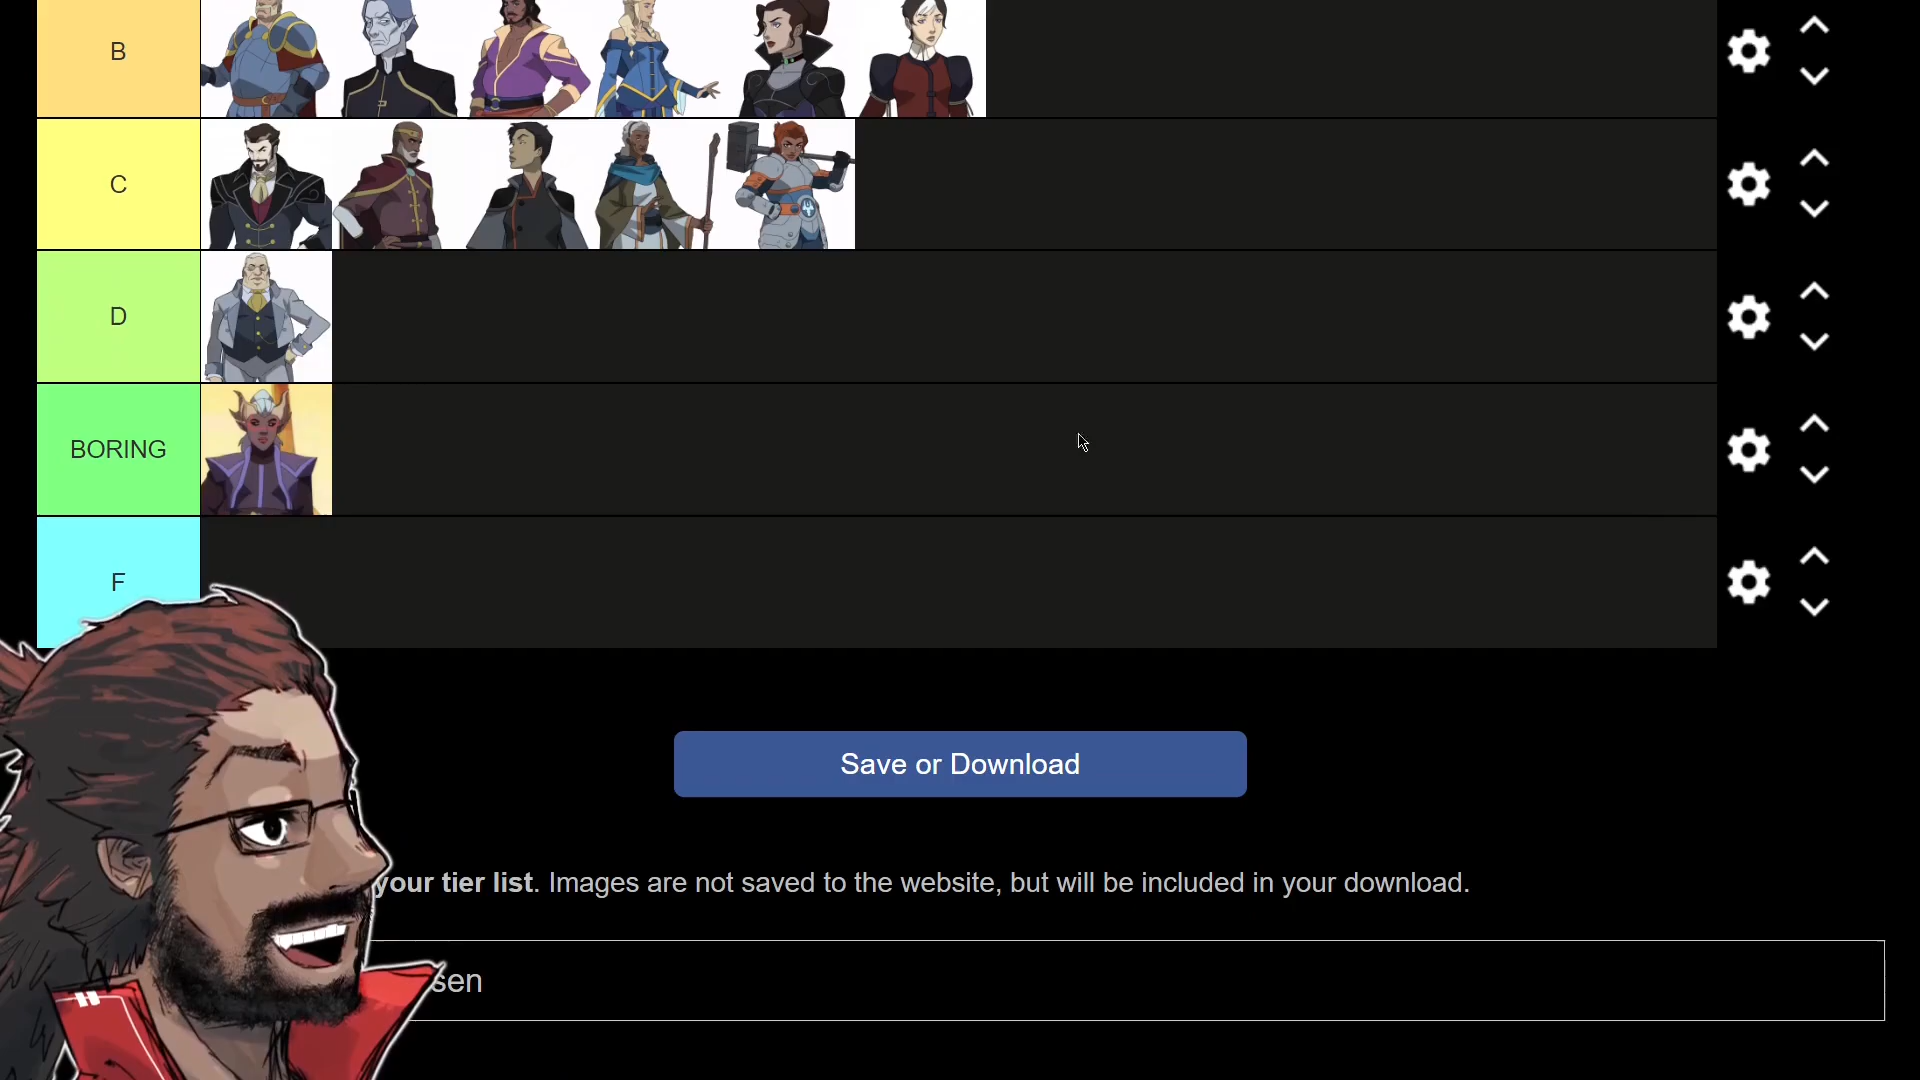 B
C
D
BORING
F
Save or Download
your tier list. Images are not saved to the website, but will be included in your download.
sen